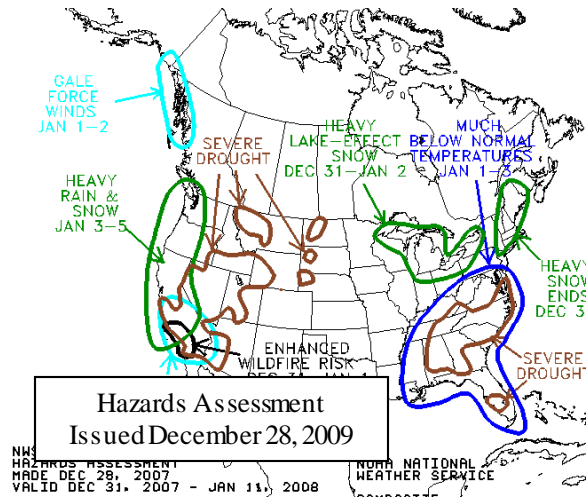 GALE
FORCE
WINDS
JAN 1-2
HEAVY
LAKE-EFFECT
SNOW
DEC 31-JAN 2
MUCH
BELOW NORMAL
TEMPERATURES
JAN 1-3
SEVERE
DROUGHT
HEAVY
RAIN &
SNOW
JAN 3-5
HEAVY
SNOW
ENDS
DEC 3
ENHANCED
WILDFIRE RISK
SEVERE
DROUGHT
Hazards Assessment
Issued December 28, 2009
HAZARDS ASSESSMENT
MADE DEC 28, 2007
VALID DEC 31, 2007 - JAN 11, 2008
NOAA NATIONAL
WEATHER SERVICE
COMPOSITE